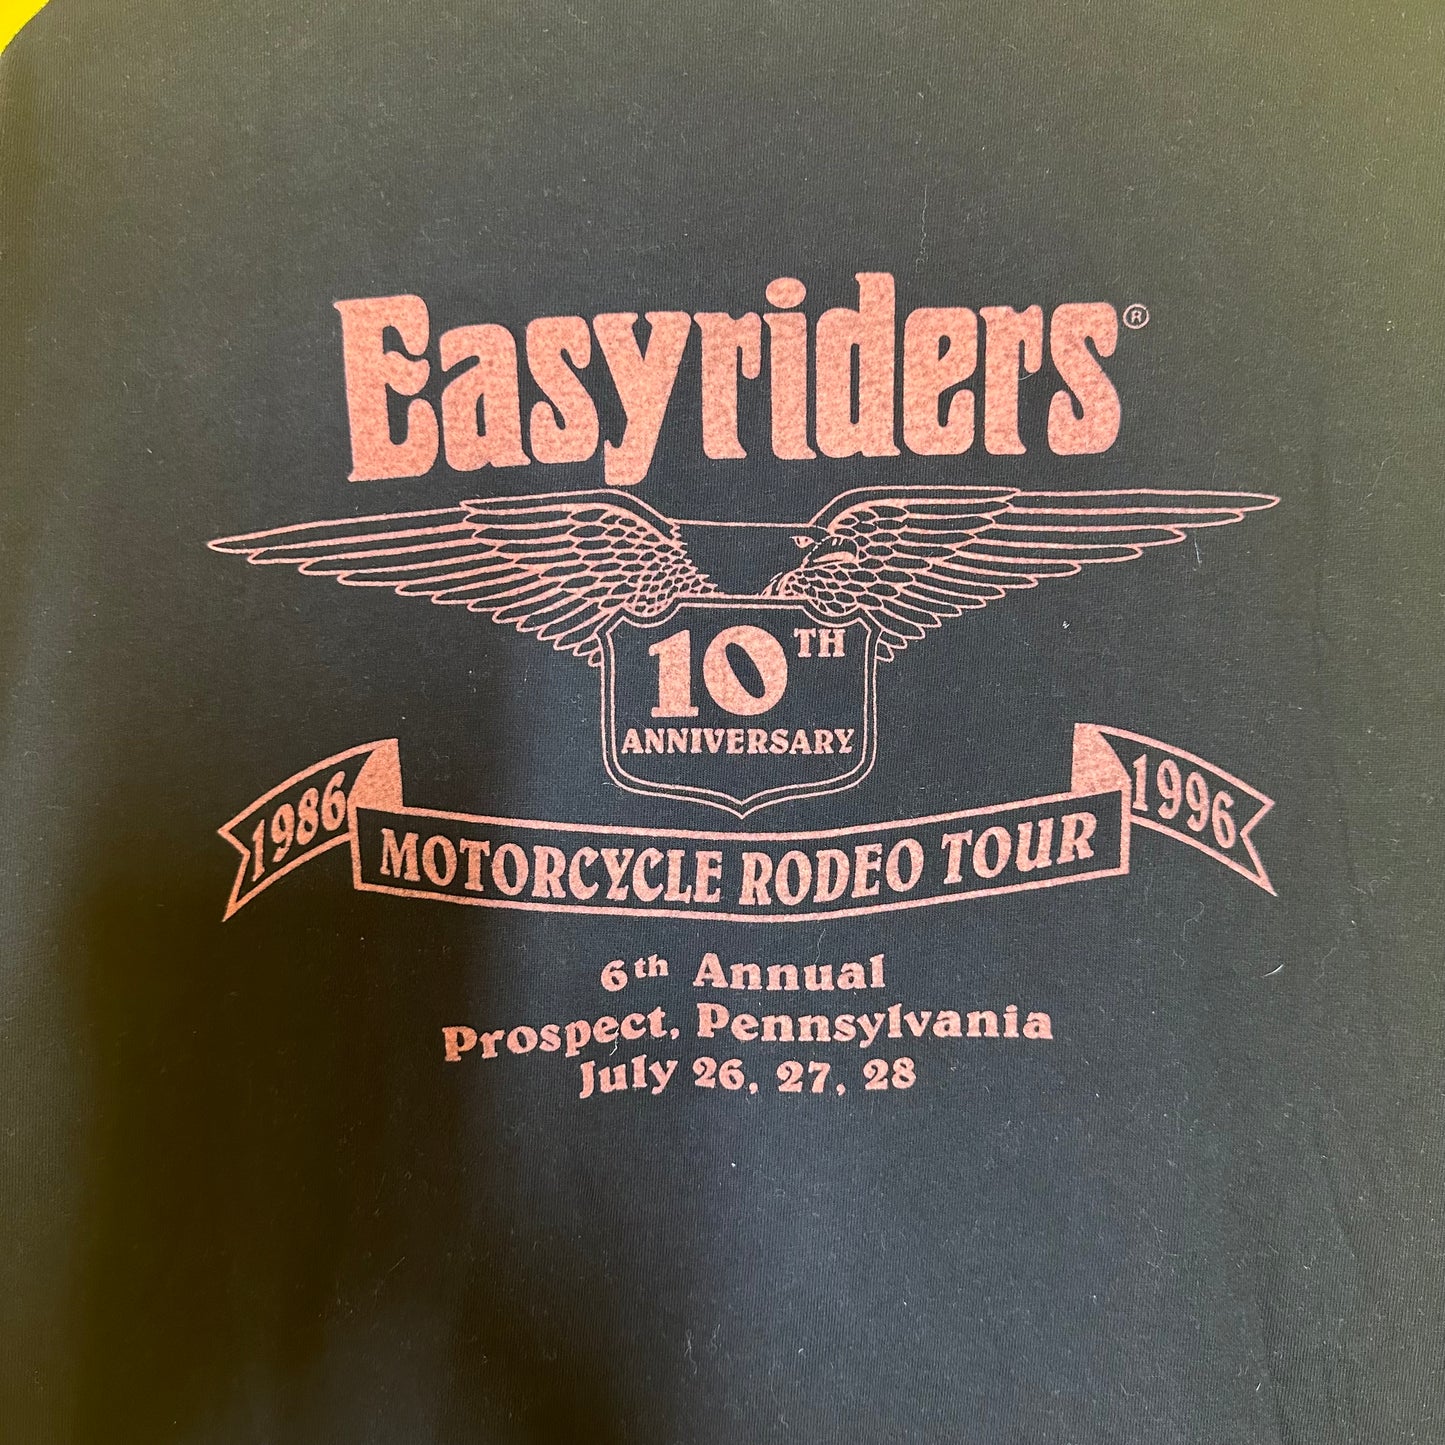 Easyriders®
10TH
ANNIVERSARY
1986 MOTORCYCLE RODEO TOUR 1996
6th Annual
Prospect, Pennsylvania
July 26, 27, 28